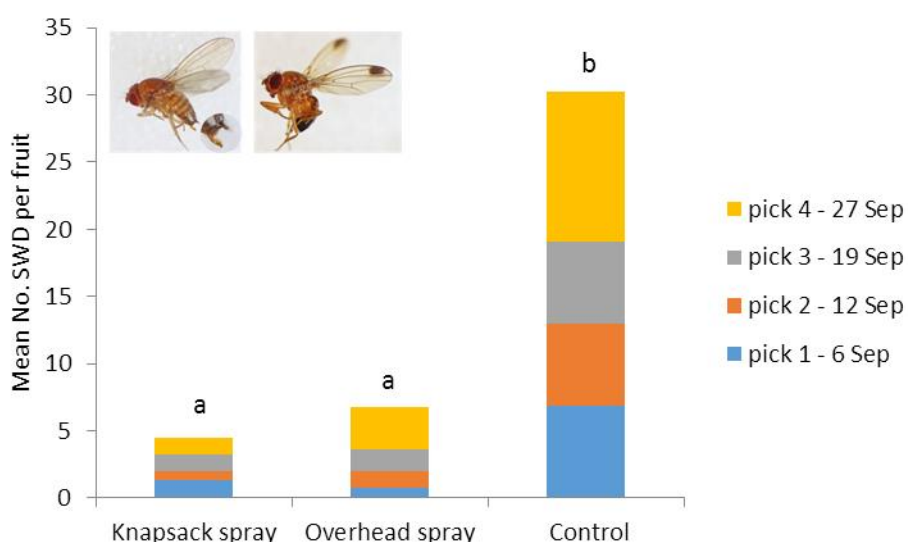 Mean No. SWD per fruit
35
30
25
20
15
10
5
0
a
a
b
Knapsack spray
Overhead spray
Control
pick 4 - 27 Sep
pick 3 - 19 Sep
pick 2 - 12 Sep
pick 1 - 6 Sep